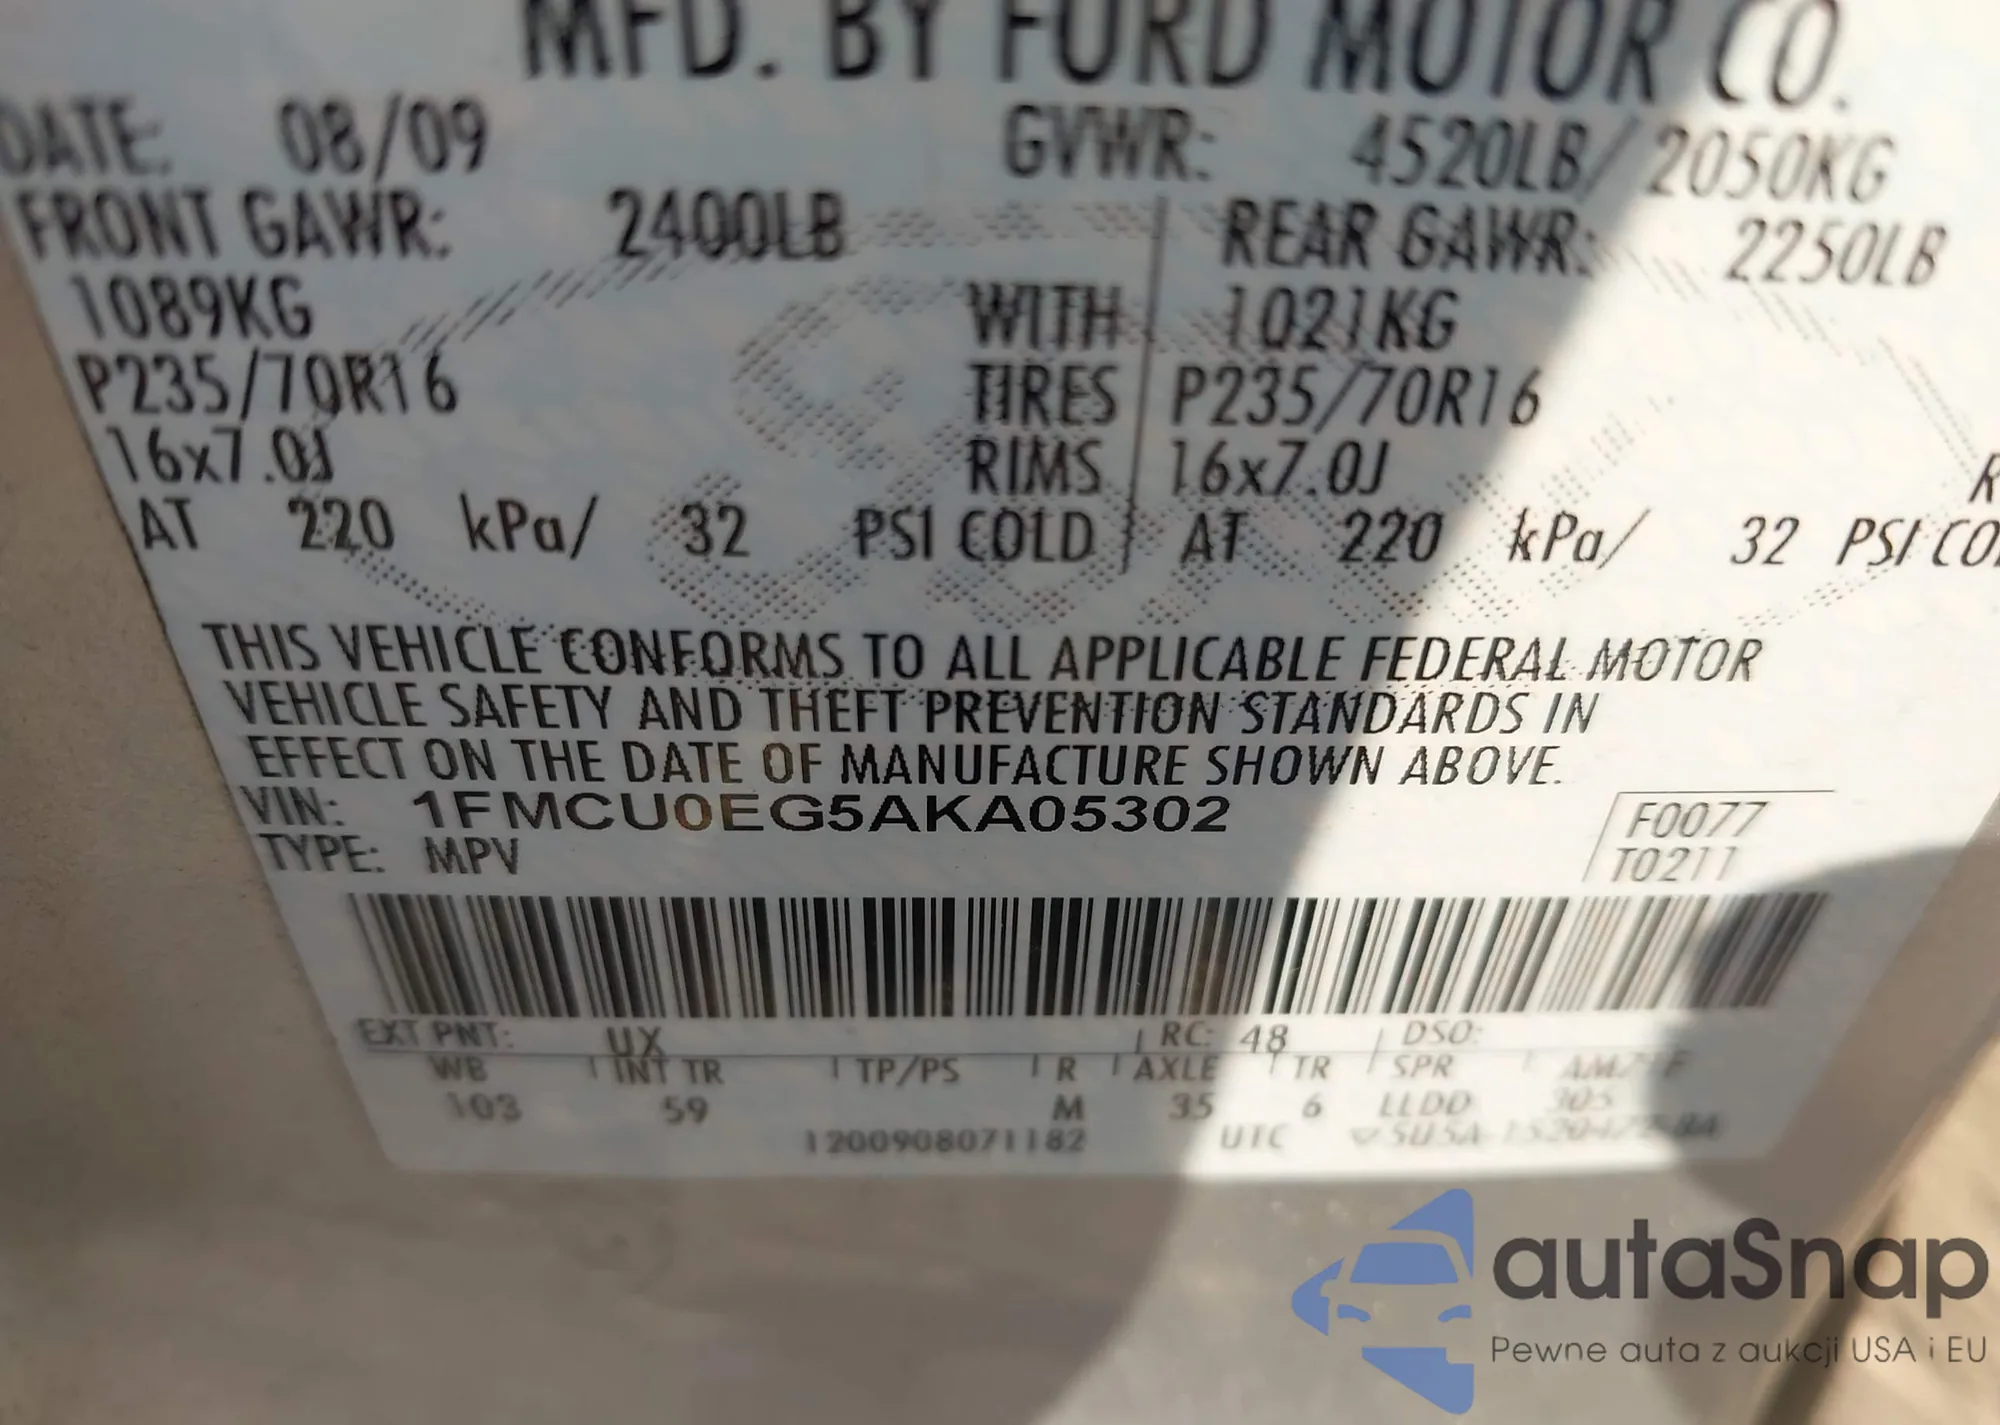 MFD. BY FORD MOTOR CO.
DATE: 08/09 GVWR: 4520LB/ 2050KG
FRONT GAWR: 2400LB REAR GAWR: 2250LB
1089KG WITH 1021KG
P235/70R16 TIRES P235/70R16
16x7.0J RIMS 16x7.0J
AT 220 kPa/ 32 PSI COLD AT 220 kPa/ 32 PSI
THIS VEHICLE CONFORMS TO ALL APPLICABLE FEDERAL MOTOR
VEHICLE SAFETY AND THEFT PREVENTION STANDARDS IN
EFFECT ON THE DATE OF MANUFACTURE SHOWN ABOVE.
VIN: 1FMCU0EG5AKA05302 F0077
TYPE: MPV T0211
EXT PNT: UX RC: 48 DSO:
WB INT TR TP/PS R AXLE TR SPR
103 59 M 35 6 LLDD 305
1200908071182 UTC
autaSnap
Pewne auta z aukcji USA i EU